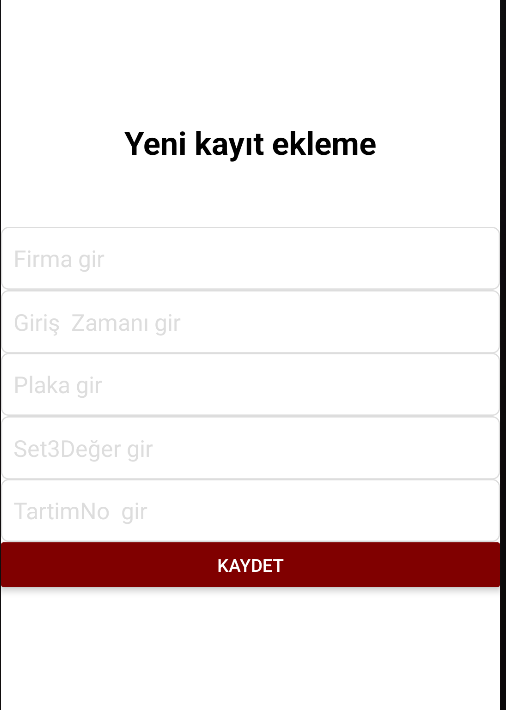 Yeni kayıt ekleme
Firma gir
Giriş  Zamanı gir
Plaka gir
Set3Değer gir
TartimNo  gir
KAYDET